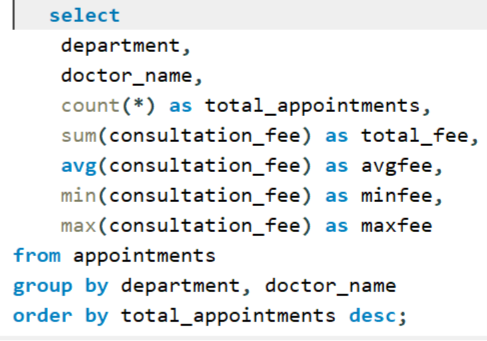 select
department,
doctor_name,
count(*) as total_appointments,
sum(consultation_fee) as total_fee,
avg(consultation_fee) as avgfee,
min(consultation_fee) as minfee,
max(consultation_fee) as maxfee
from appointments
group by department, doctor_name
order by total_appointments desc;